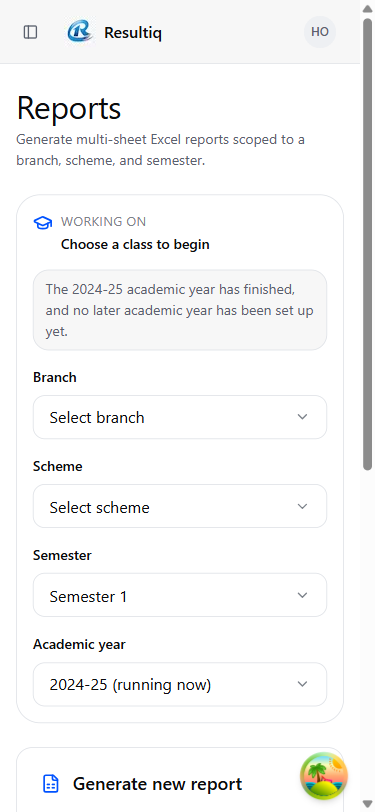 Resultiq
HO
Reports
Generate multi-sheet Excel reports scoped to a
branch, scheme, and semester.
WORKING ON
Choose a class to begin
The 2024-25 academic year has finished,
and no later academic year has been set up
yet.
Branch
Select branch
Scheme
Select scheme
Semester
Semester 1
Academic year
2024-25 (running now)
Generate new report